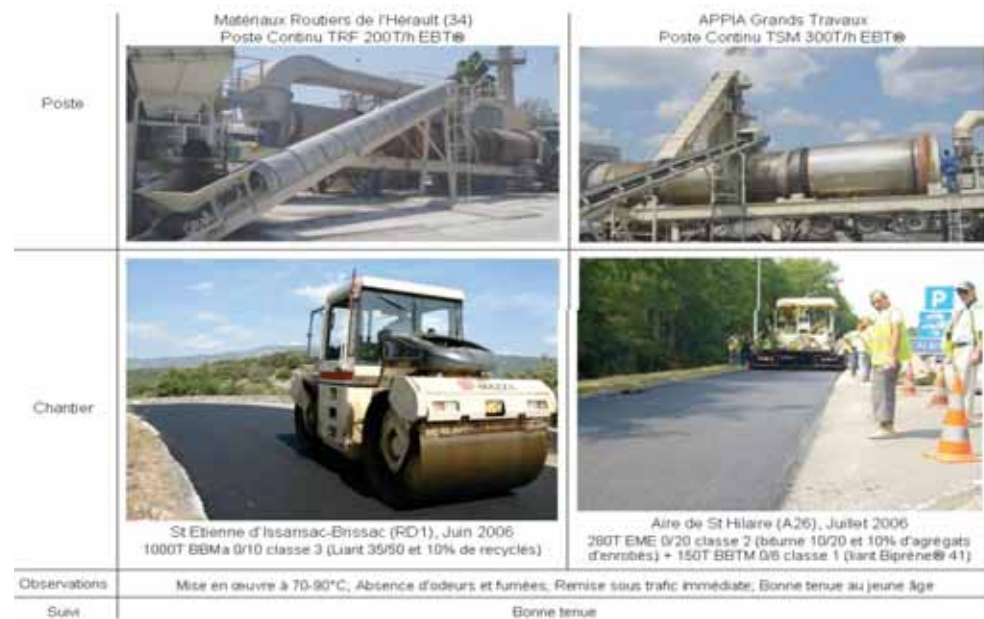 Matériaux Routiers de l'Hérault (34)
Poste Continu TRF 200T/h EBT®
APPIA Grands Travaux
Poste Continu TSM 300T/h EBT®
Poste
Chantier
P
St Etienne d'Issansac-Brissac (RD1), Juin 2006
1000T BBMa 0/10 classe 3 (Liant 35/50 et 10% de recyclés)
Aire de St Hilaire (A26), Juillet 2006
280T EME 0/20 classe 2 (bitume 10/20 et 10% d'agrégats
d'enrobés) + 150T BBTM 0/6 classe 1 (liant Biprène® 41)
Observations
Mise en œuvre à 70-90°C, Absence d'odeurs et fumées, Remise sous trafic immédiate, Bonne tenue au jeune âge
Suivi
Bonne tenue